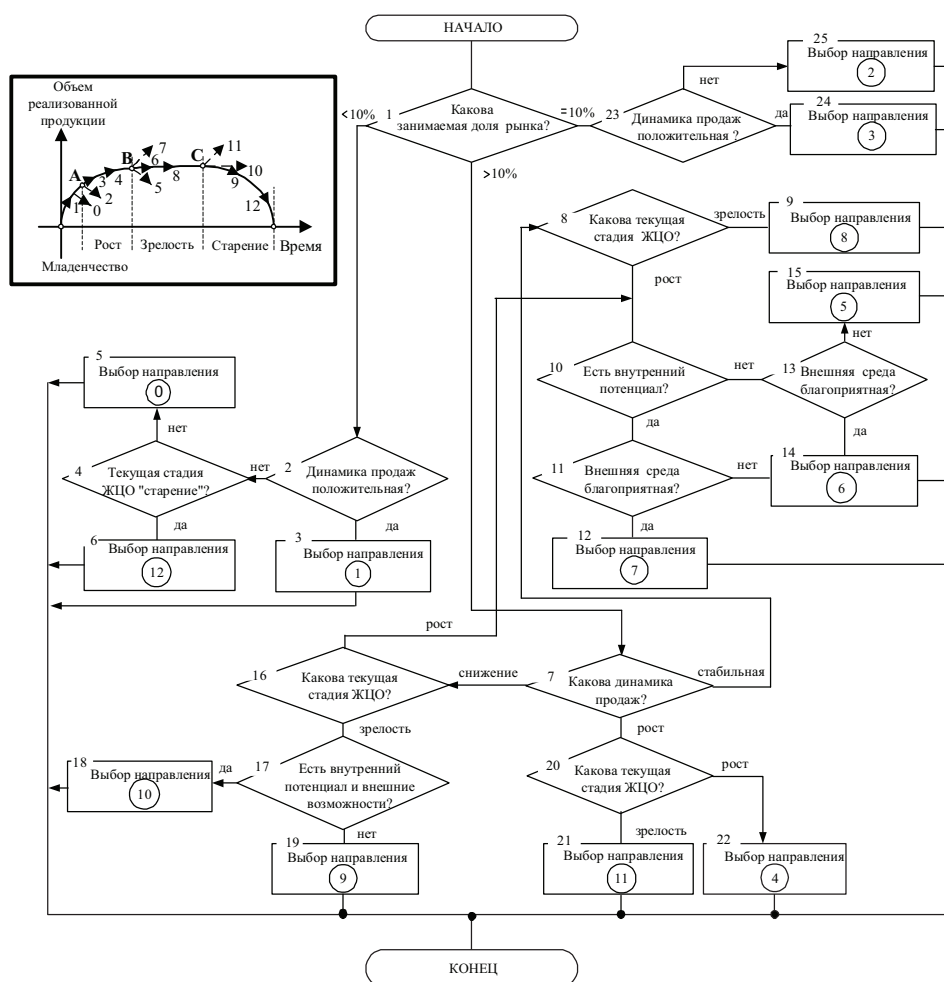 НАЧАЛО
Объем
реализованной
продукции
А
В
С
1
0
2
3
4
5
6
7
8
9
10
11
12
Рост
Зрелость
Старение
Время
Младенчество
1
Какова
занимаемая доля рынка?
<10%
=10%
>10%
23
Динамика продаж
положительная ?
нет
да
25
Выбор направления
2
24
Выбор направления
3
8
Какова текущая
стадия ЖЦО?
зрелость
рост
9
Выбор направления
8
15
Выбор направления
5
нет
10
Есть внутренний
потенциал?
нет
да
13
Внешняя среда
благоприятная?
да
11
Внешняя среда
благоприятная?
нет
да
14
Выбор направления
6
12
Выбор направления
7
5
Выбор направления
0
нет
4
Текущая стадия
ЖЦО "старение"?
нет
да
2
Динамика продаж
положительная?
да
6
Выбор направления
12
3
Выбор направления
1
рост
16
Какова текущая
стадия ЖЦО?
снижение
зрелость
7
Какова динамика
продаж?
стабильная
рост
18
Выбор направления
10
да
17
Есть внутренний
потенциал и внешние
возможности?
нет
20
Какова текущая
стадия ЖЦО?
рост
зрелость
19
Выбор направления
9
21
Выбор направления
11
22
Выбор направления
4
КОНЕЦ